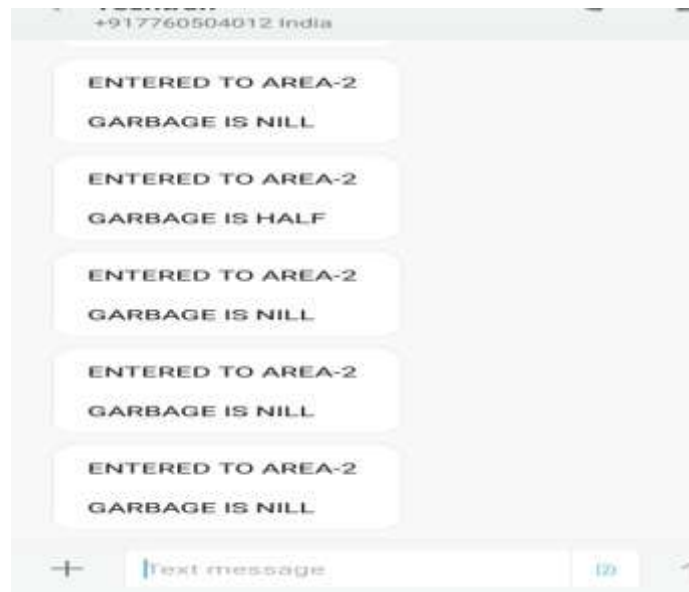 +917760504012 India
ENTERED TO AREA-2
GARBAGE IS NILL
ENTERED TO AREA-2
GARBAGE IS HALF
ENTERED TO AREA-2
GARBAGE IS NILL
ENTERED TO AREA-2
GARBAGE IS NILL
ENTERED TO AREA-2
GARBAGE IS NILL
Text message